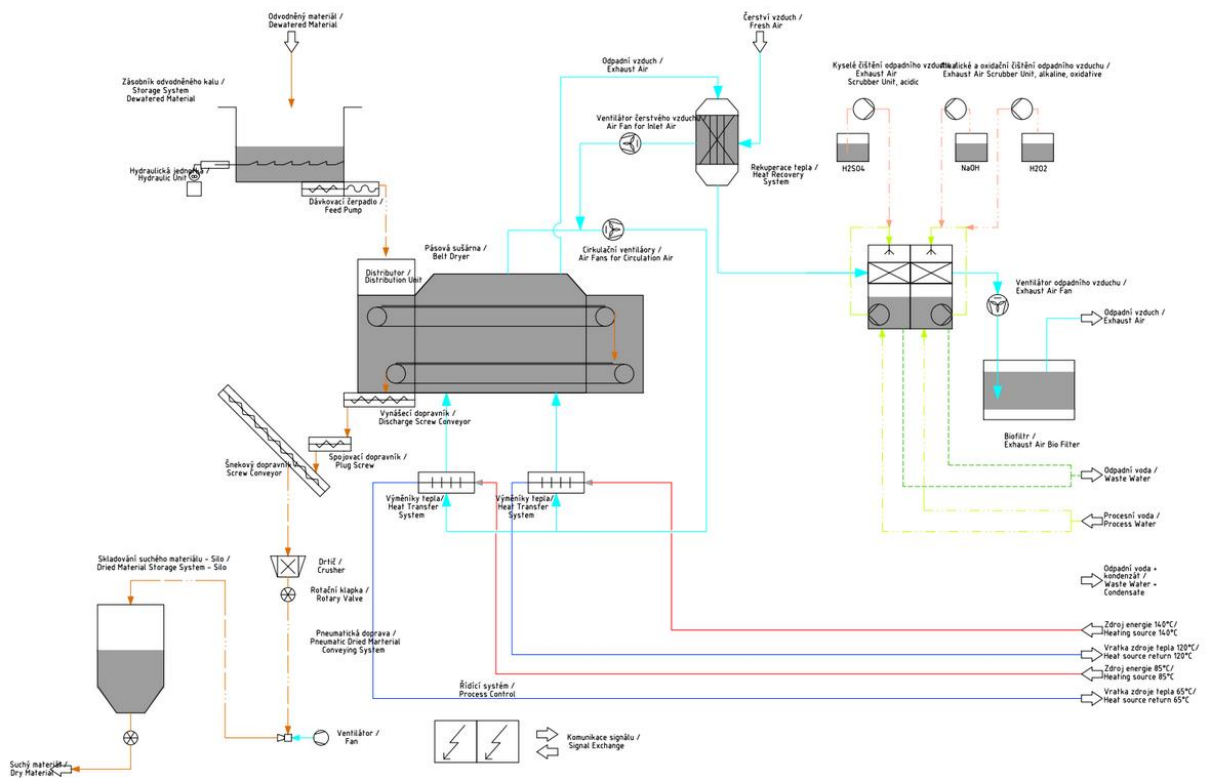 Odvodněný materiál /
Dewatered Material
Čerství vzduch /
Fresh Air
Odpadní vzduch /
Exhaust Air
Kyselé čištění odpadního vzduchu /
Exhaust Air
Scrubber Unit, acidic
Alkalické a oxidační čištění odpadního vzduchu /
Exhaust Air Scrubber Unit, alkaline, oxidative
Zásobník odvodněného kalu /
Storage System
Dewatered Material
Ventilátor čerstvého vzduchu /
Air Fan for Inlet Air
Rekuperace tepla /
Heat Recovery
System
H2SO4
NaOH
H2O2
Hydraulická jednotka /
Hydraulic Unit
Dávkovací čerpadlo /
Feed Pump
Pásová sušárna /
Belt Dryer
Cirkulační ventiláory /
Air Fans for Circulation Air
Distributor /
Distribution Unit
Ventilátor odpadního vzduchu /
Exhaust Air Fan
Odpadní vzduch /
Exhaust Air
Vynášecí dopravník /
Discharge Screw Conveyor
Biofiltr /
Exhaust Air Bio Filter
Šnekový dopravník /
Screw Conveyor
Spojovací dopravník /
Plug Screw
Odpadní voda /
Waste Water
Výměníky tepla/
Heat Transfer
System
Výměníky tepla/
Heat Transfer
System
Procesní voda /
Process Water
Skladování suchého materiálu - Silo /
Dried Material Storage System - Silo
Drtič /
Crusher
Rotační klapka /
Rotary Valve
Odpadní voda +
kondenzát /
Waste Water +
Condensate
Pneumatická doprava /
Pneumatic Dried Marterial
Conveying System
Zdroj energie 140°C/
Heating source 140°C
Vratka zdroje tepla 120°C/
Heat source return 120°C
Zdroj energie 85°C/
Heating source 85°C
Vratka zdroje tepla 65°C/
Heat source return 65°C
Řídící systém /
Process Control
Ventilátor /
Fan
Komunikace signálu /
Signal Exchange
Suchý materiál /
Dry Material